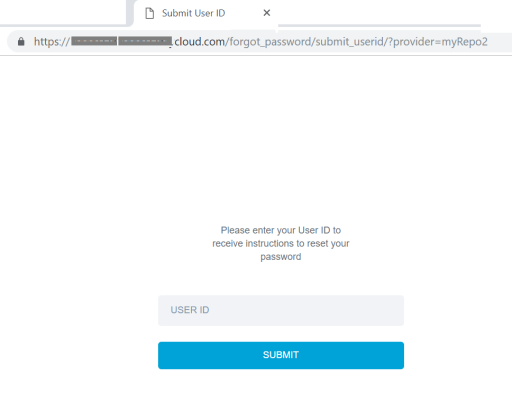 Submit User ID
https:// .cloud.com/forgot_password/submit_userid/?provider=myRepo2
Please enter your User ID to
receive instructions to reset your
password
USER ID
SUBMIT